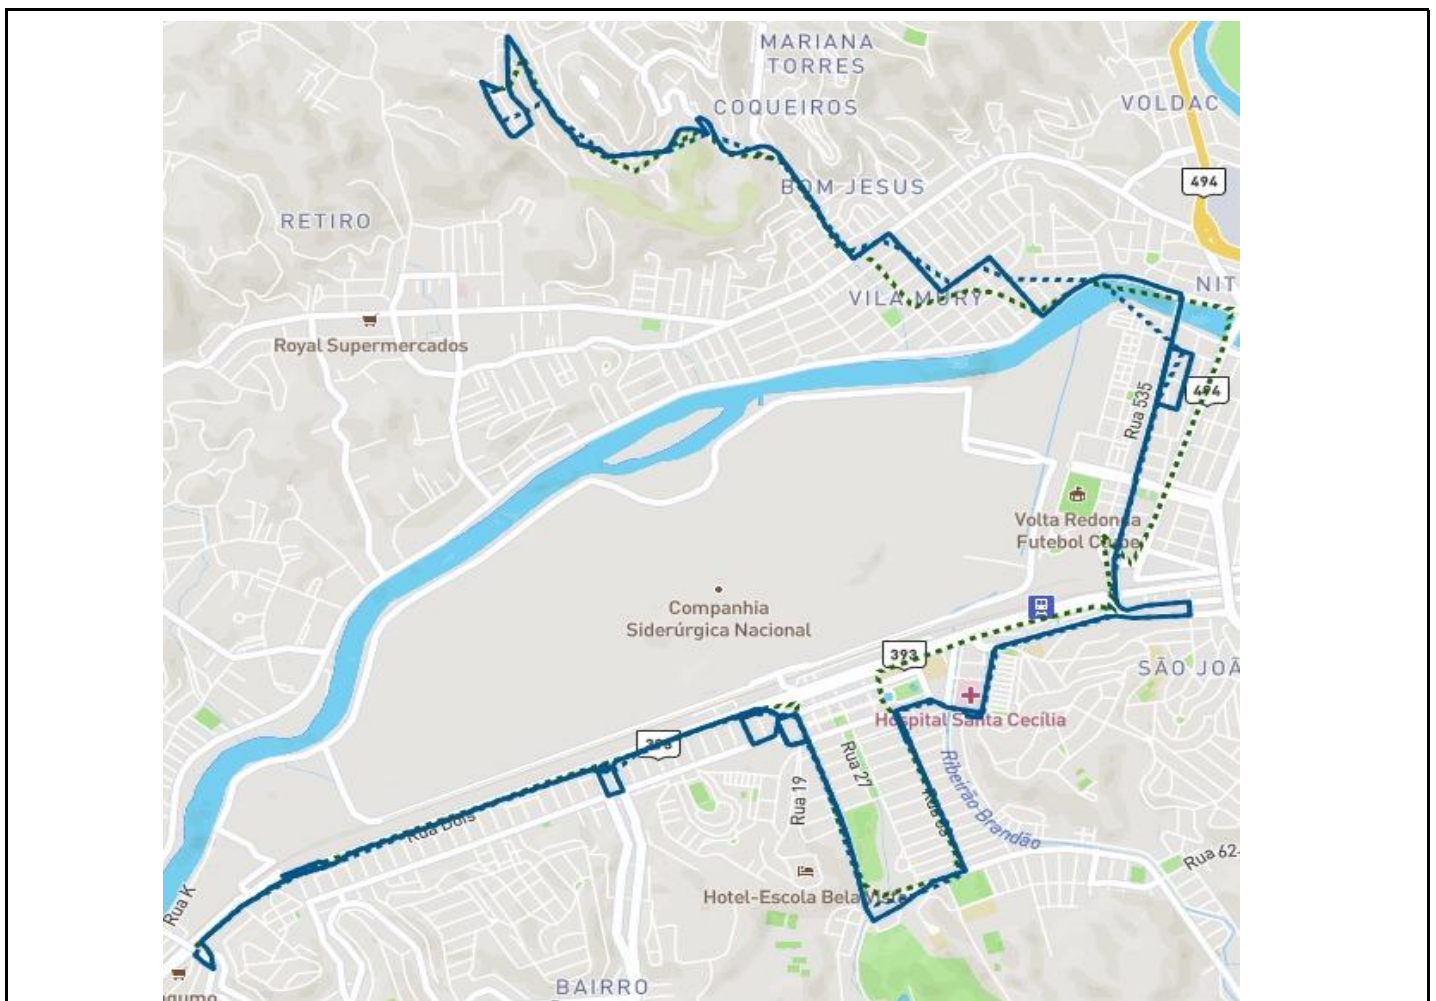 MARIANA
TORRES
COQUEIROS
VOLDAC
494
BOM JESUS
RETIRO
VILA MURY
NIT
Royal Supermercados
494
Rua 535
Volta Redonda
Futebol Clube
Companhia
Siderúrgica Nacional
393
SÃO JOÃ
Hospital Santa Cecília
393
Rua 27
Rua 19
Ribeirão Brandão
Rua Dois
Rua 62-
Rua K
Hotel-Escola Bela Vista
BAIRRO